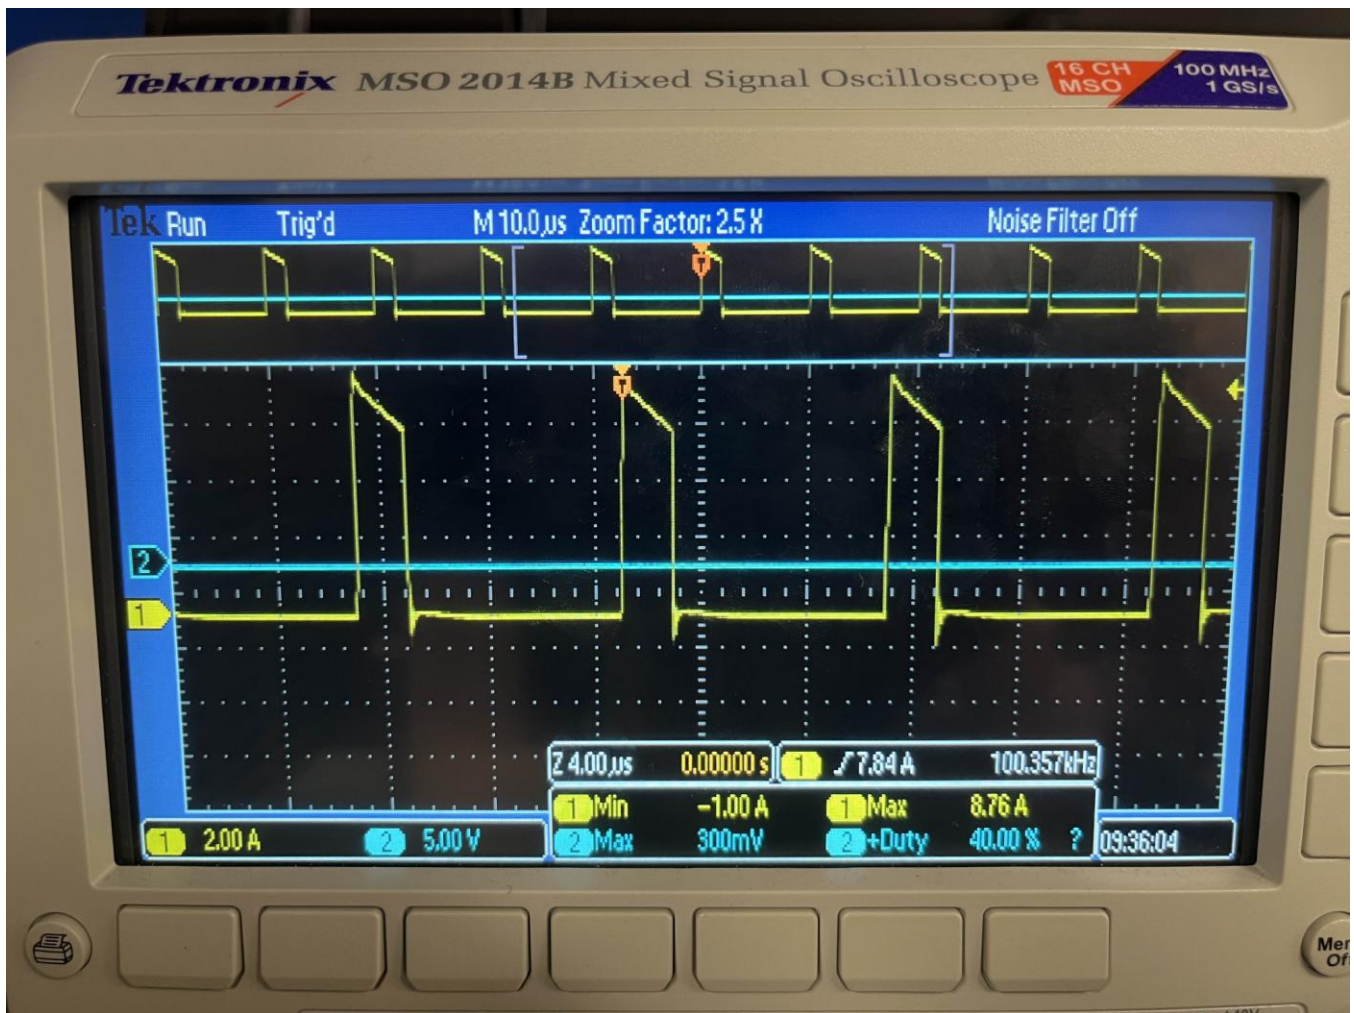 Tektronix MSO 2014B Mixed Signal Oscilloscope 16 CH MSO 100 MHz 1 GS/s
Tek Run Trig'd M 10.0µs Zoom Factor: 2.5 X Noise Filter Off
T
T
2
1
Z 4.00µs 0.00000 s 1 7.84 A 100.357kHz
1 Min -1.00 A 1 Max 8.76 A
1 2.00 A 2 5.00 V 2 Max 300mV 2 +Duty 40.00 % ? 09:36:04